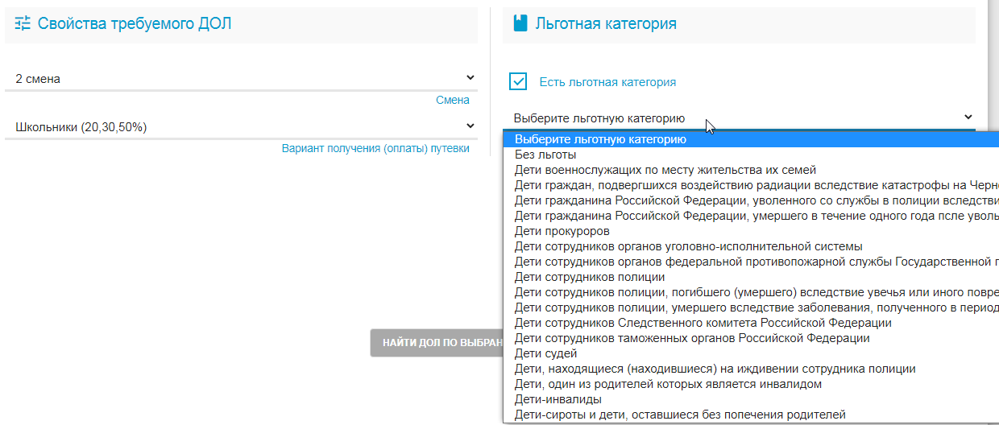 Свойства требуемого ДОЛ
2 смена
Смена
Школьники (20,30,50%)
Вариант получения (оплаты) путевки
НАЙТИ ДОЛ ПО ВЫБРАН
Льготная категория
Есть льготная категория
Выберите льготную категорию
Выберите льготную категорию
Без льготы
Дети военнослужащих по месту жительства их семей
Дети граждан, подвергшихся воздействию радиации вследствие катастрофы на Черно
Дети гражданина Российской Федерации, уволенного со службы в полиции вследстви
Дети гражданина Российской Федерации, умершего в течение одного года псле уволь
Дети прокуроров
Дети сотрудников органов уголовно-исполнительной системы
Дети сотрудников органов федеральной противопожарной службы Государственной г
Дети сотрудников полиции
Дети сотрудников полиции, погибшего (умершего) вследствие увечья или иного повре
Дети сотрудников полиции, умершего вследствие заболевания, полученного в период
Дети сотрудников Следственного комитета Российской Федерации
Дети сотрудников таможенных органов Российской Федерации
Дети судей
Дети, находящиеся (находившиеся) на иждивении сотрудника полиции
Дети, один из родителей которых является инвалидом
Дети-инвалиды
Дети-сироты и дети, оставшиеся без попечения родителей